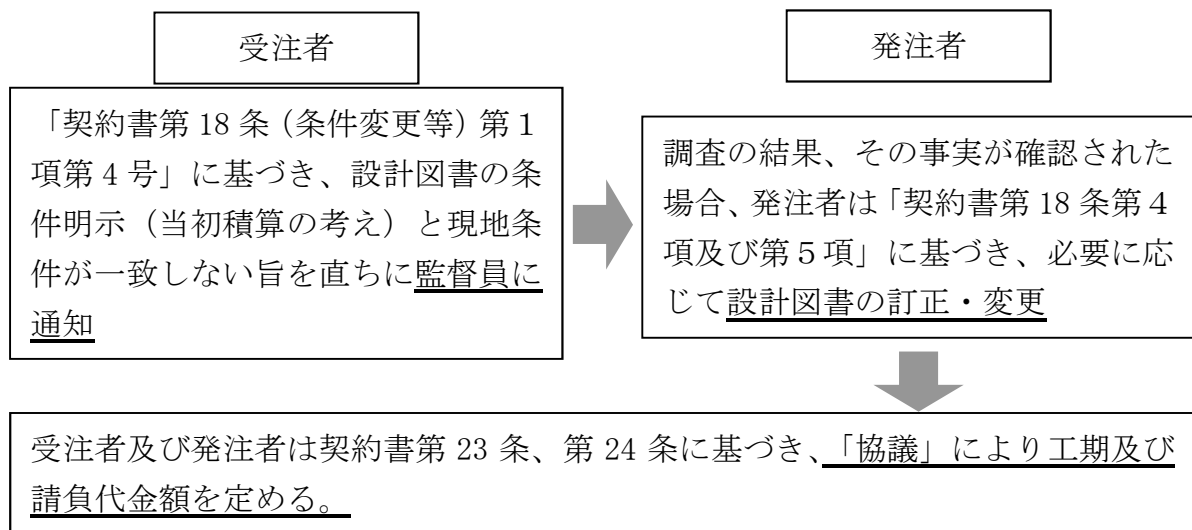 受注者
「契約書第 18 条（条件変更等）第１
項第 4 号」に基づき、設計図書の条
件明示（当初積算の考え）と現地条
件が一致しない旨を直ちに監督員に
通知
発注者
調査の結果、その事実が確認された
場合、発注者は「契約書第 18 条第４
項及び第５項」に基づき、必要に応
じて設計図書の訂正・変更
受注者及び発注者は契約書第 23 条、第 24 条に基づき、「協議」により工期及び
請負代金額を定める。